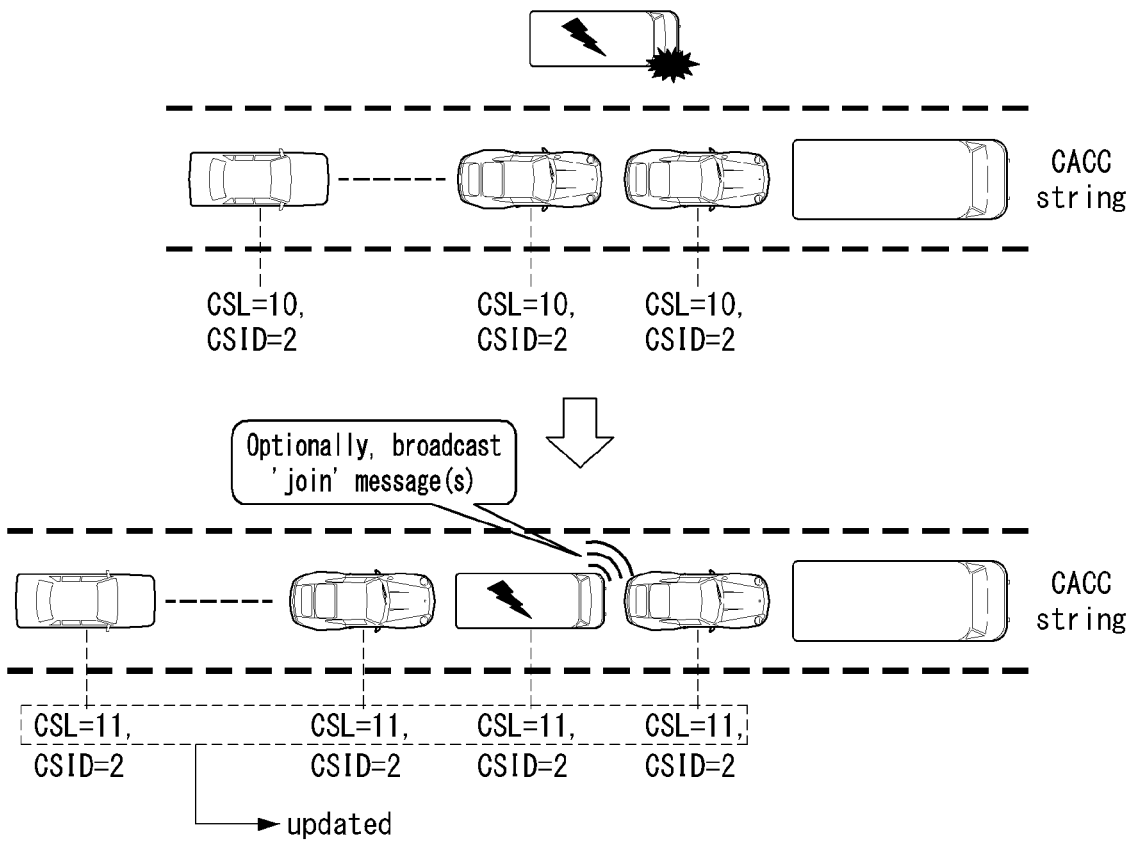 CACC
string
CSL=10,
CSID=2
CSL=10,
CSID=2
CSL=10,
CSID=2
Optionally, broadcast
'join' message(s)
CACC
string
CSL=11,
CSID=2
CSL=11,
CSID=2
CSL=11,
CSID=2
CSL=11,
CSID=2
updated